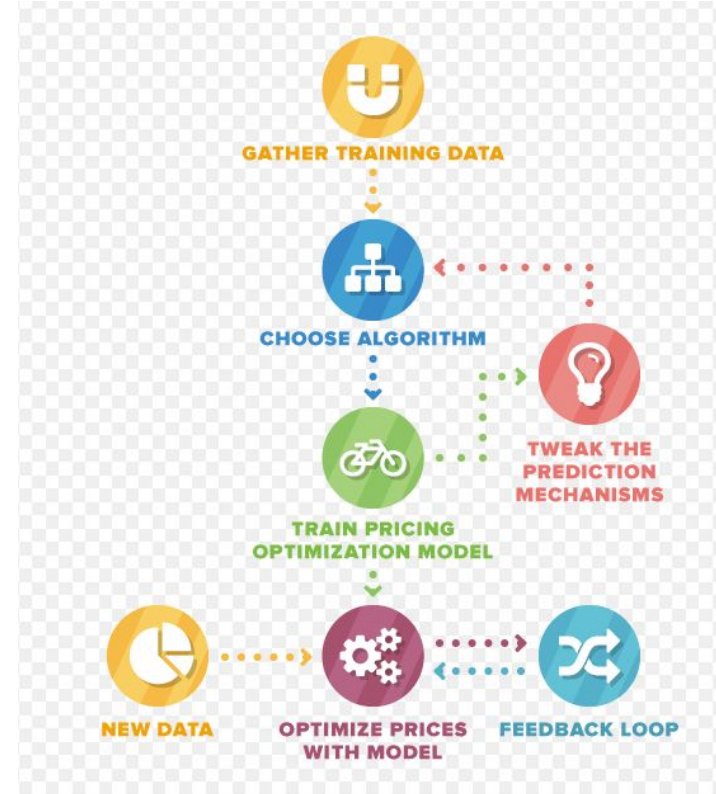 GATHER TRAINING DATA
CHOOSE ALGORITHM
TWEAK THE
PREDICTION
MECHANISMS
TRAIN PRICING
OPTIMIZATION MODEL
NEW DATA
OPTIMIZE PRICES
WITH MODEL
FEEDBACK LOOP